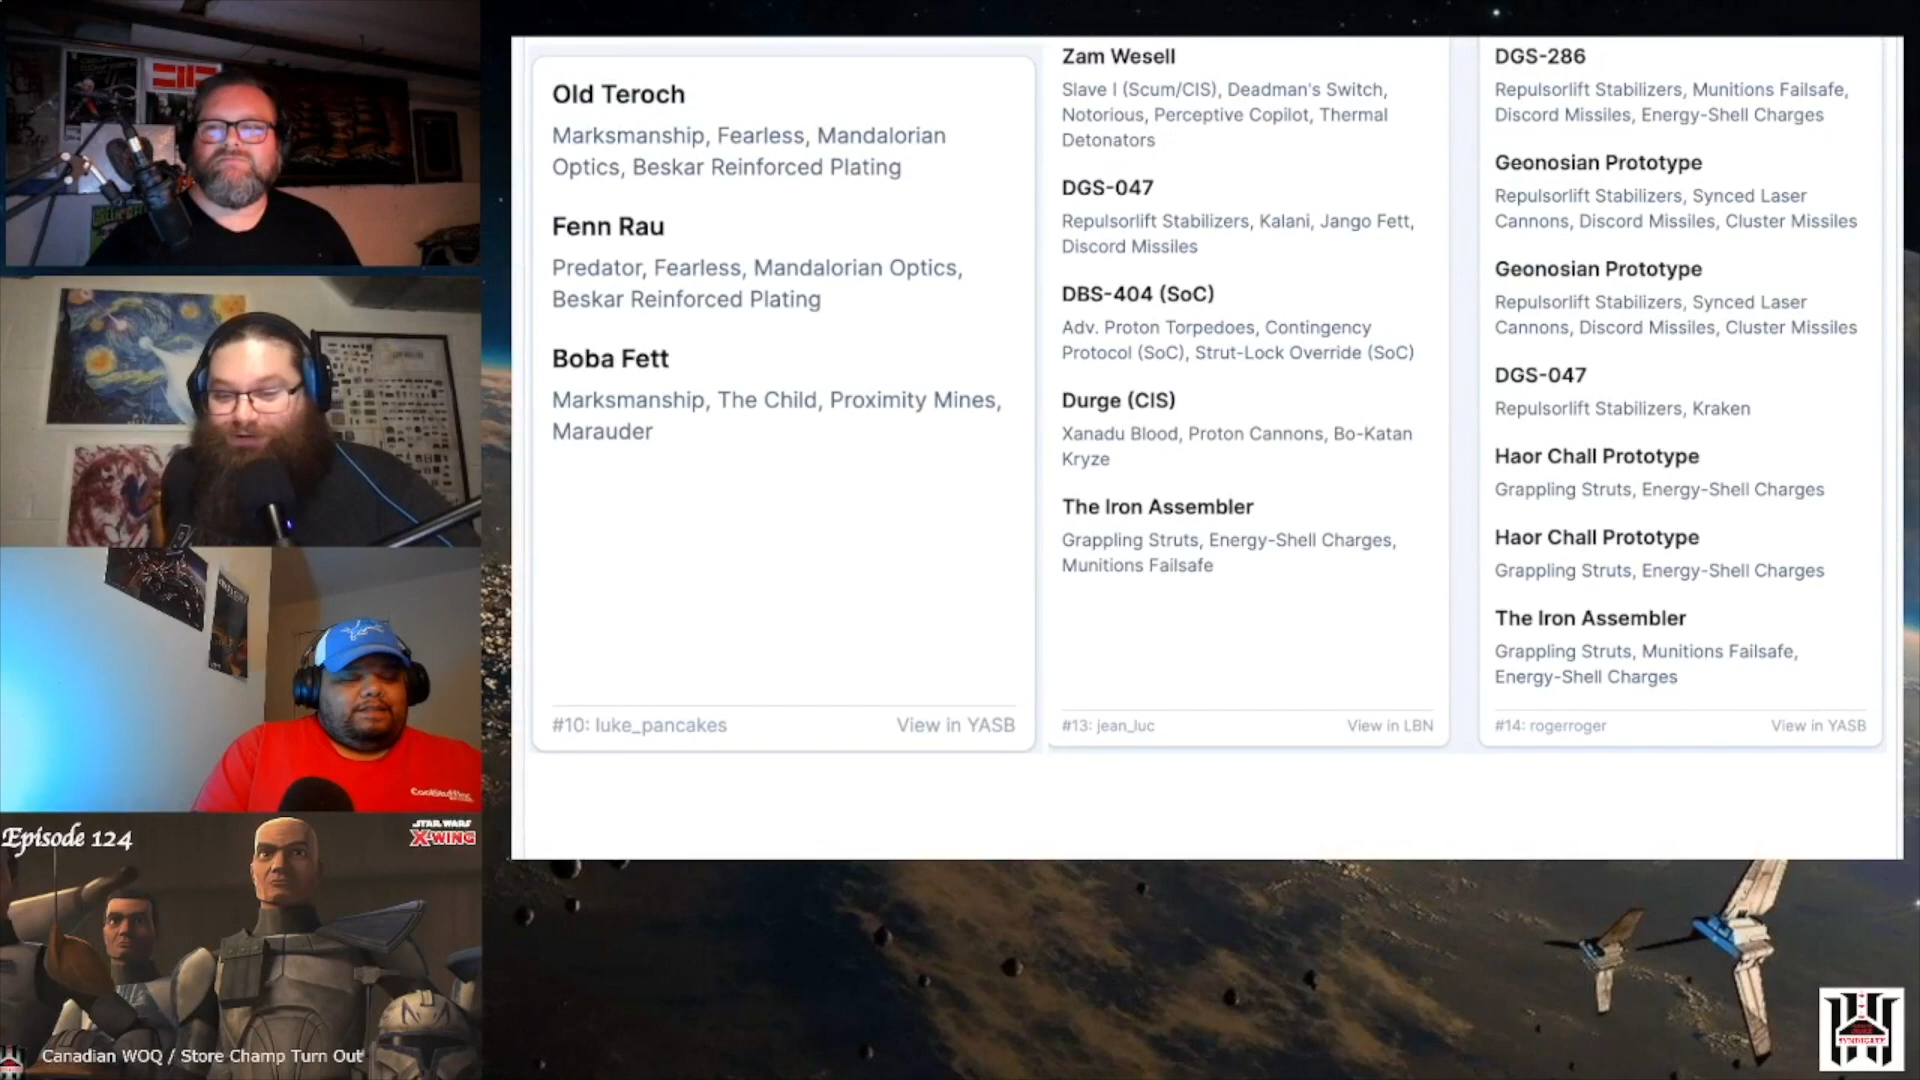 Old Teroch
Marksmanship, Fearless, Mandalorian
Optics, Beskar Reinforced Plating
Fenn Rau
Predator, Fearless, Mandalorian Optics,
Beskar Reinforced Plating
Boba Fett
Marksmanship, The Child, Proximity Mines,
Marauder
#10: luke_pancakes
View in YASB
Zam Wesell
Slave I (Scum/CIS), Deadman's Switch,
Notorious, Perceptive Copilot, Thermal
Detonators
DGS-047
Repulsorlift Stabilizers, Kalani, Jango Fett,
Discord Missiles
DBS-404 (SoC)
Adv. Proton Torpedoes, Contingency
Protocol (SoC), Strut-Lock Override (SoC)
Durge (CIS)
Xanadu Blood, Proton Cannons, Bo-Katan
Kryze
The Iron Assembler
Grappling Struts, Energy-Shell Charges,
Munitions Failsafe
#13: jean_luc
View in LBN
DGS-286
Repulsorlift Stabilizers, Munitions Failsafe,
Discord Missiles, Energy-Shell Charges
Geonosian Prototype
Repulsorlift Stabilizers, Synced Laser
Cannons, Discord Missiles, Cluster Missiles
Geonosian Prototype
Repulsorlift Stabilizers, Synced Laser
Cannons, Discord Missiles, Cluster Missiles
DGS-047
Repulsorlift Stabilizers, Kraken
Haor Chall Prototype
Grappling Struts, Energy-Shell Charges
Haor Chall Prototype
Grappling Struts, Energy-Shell Charges
The Iron Assembler
Grappling Struts, Munitions Failsafe,
Energy-Shell Charges
#14: rogerroger
View in YASB
Episode 124
STAR WARS
X-WING
Canadian WOQ / Store Champ Turn Out
SYNDICATE